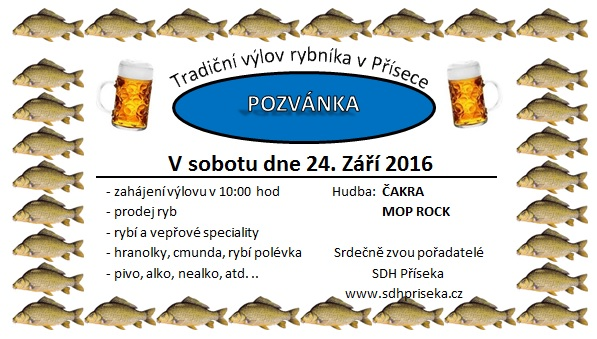 Tradiční výlov rybníka v Přísece
POZVÁNKA
V sobotu dne 24. Září 2016
- zahájení výlovu v 10:00 hod
- prodej ryb
- rybí a vepřové speciality
- hranolky, cmunda, rybí polévka
- pivo, alko, nealko, atd. ..
Hudba: ČAKRA
MOP ROCK
Srdečně zvou pořadatelé
SDH Příseka
www.sdhpriseka.cz